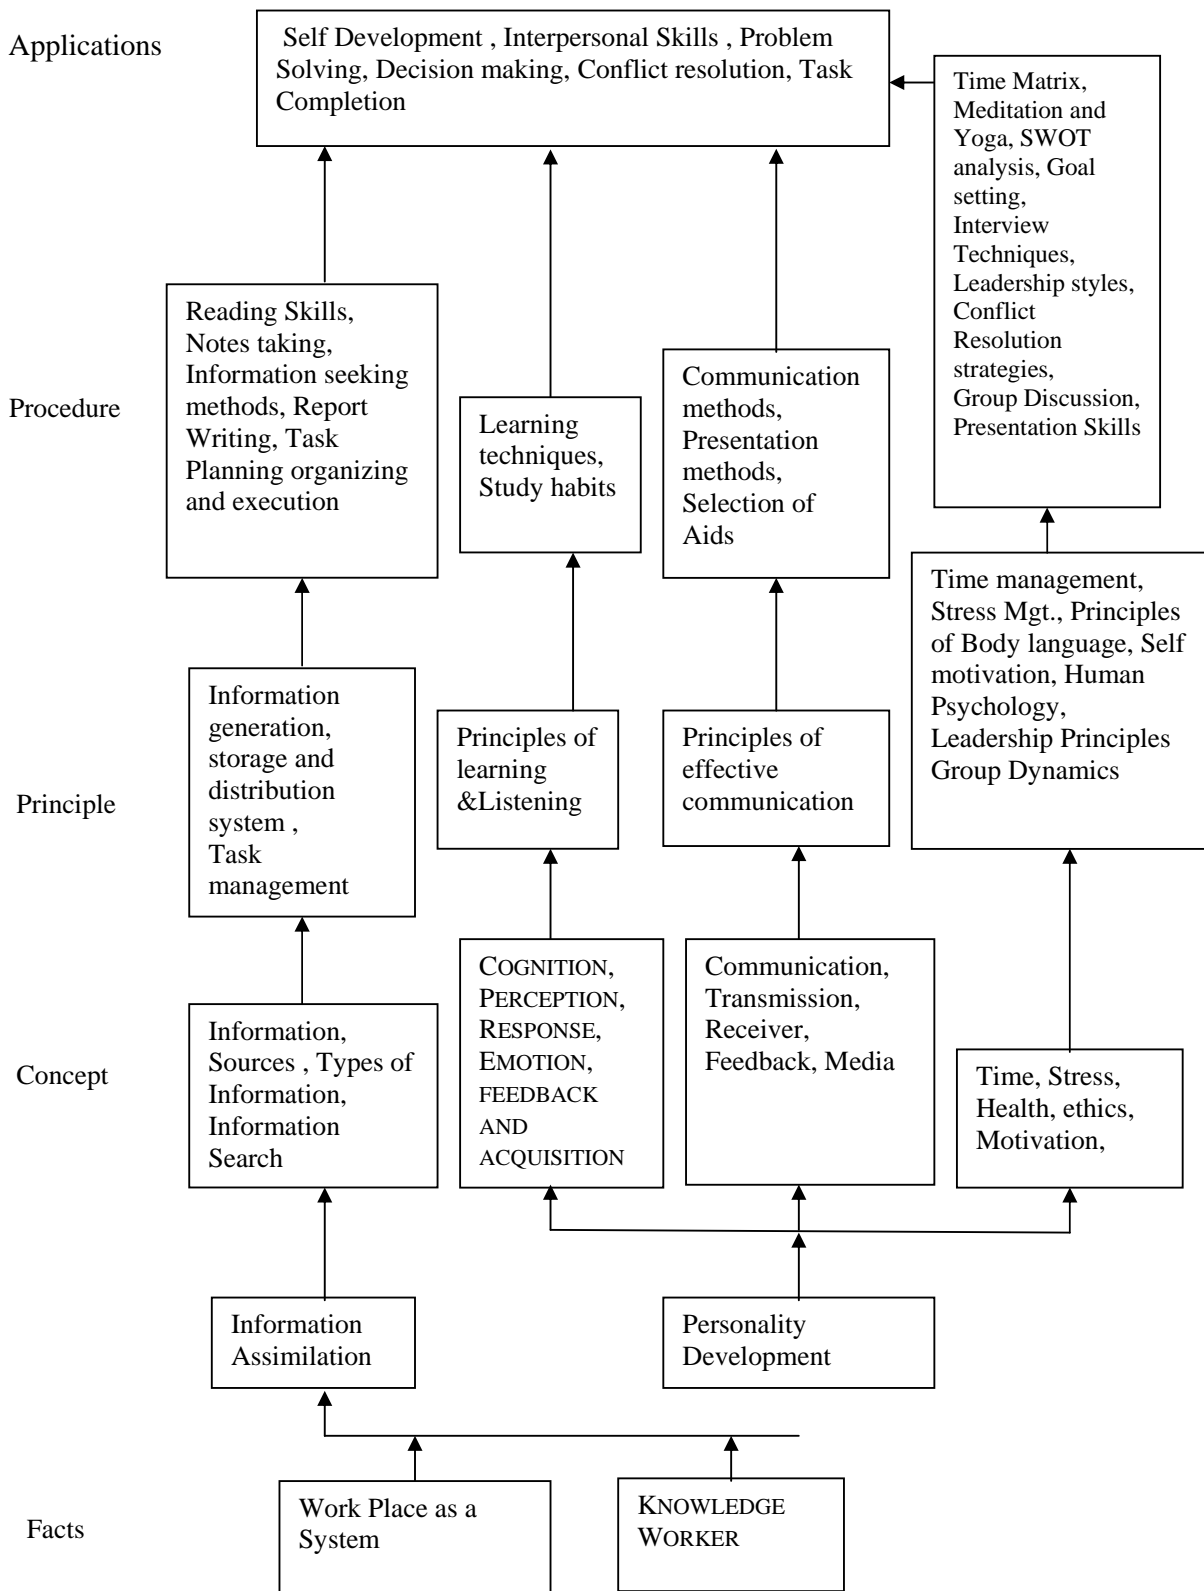 Applications
Self Development , Interpersonal Skills , Problem
Solving, Decision making, Conflict resolution, Task
Completion
Time Matrix,
Meditation and
Yoga, SWOT
analysis, Goal
setting,
Interview
Techniques,
Leadership styles,
Conflict
Resolution
strategies,
Group Discussion,
Presentation Skills
Procedure
Reading Skills,
Notes taking,
Information seeking
methods, Report
Writing, Task
Planning organizing
and execution
Learning
techniques,
Study habits
Communication
methods,
Presentation
methods,
Selection of
Aids
Time management,
Stress Mgt., Principles
of Body language, Self
motivation, Human
Psychology,
Leadership Principles
Group Dynamics
Principle
Information
generation,
storage and
distribution
system ,
Task
management
Principles of
learning
&Listening
Principles of
effective
communication
Concept
Information,
Sources , Types of
Information,
Information
Search
COGNITION,
PERCEPTION,
RESPONSE,
EMOTION,
FEEDBACK
AND
ACQUISITION
Communication,
Transmission,
Receiver,
Feedback, Media
Time, Stress,
Health, ethics,
Motivation,
Information
Assimilation
Personality
Development
Facts
Work Place as a
System
KNOWLEDGE
WORKER